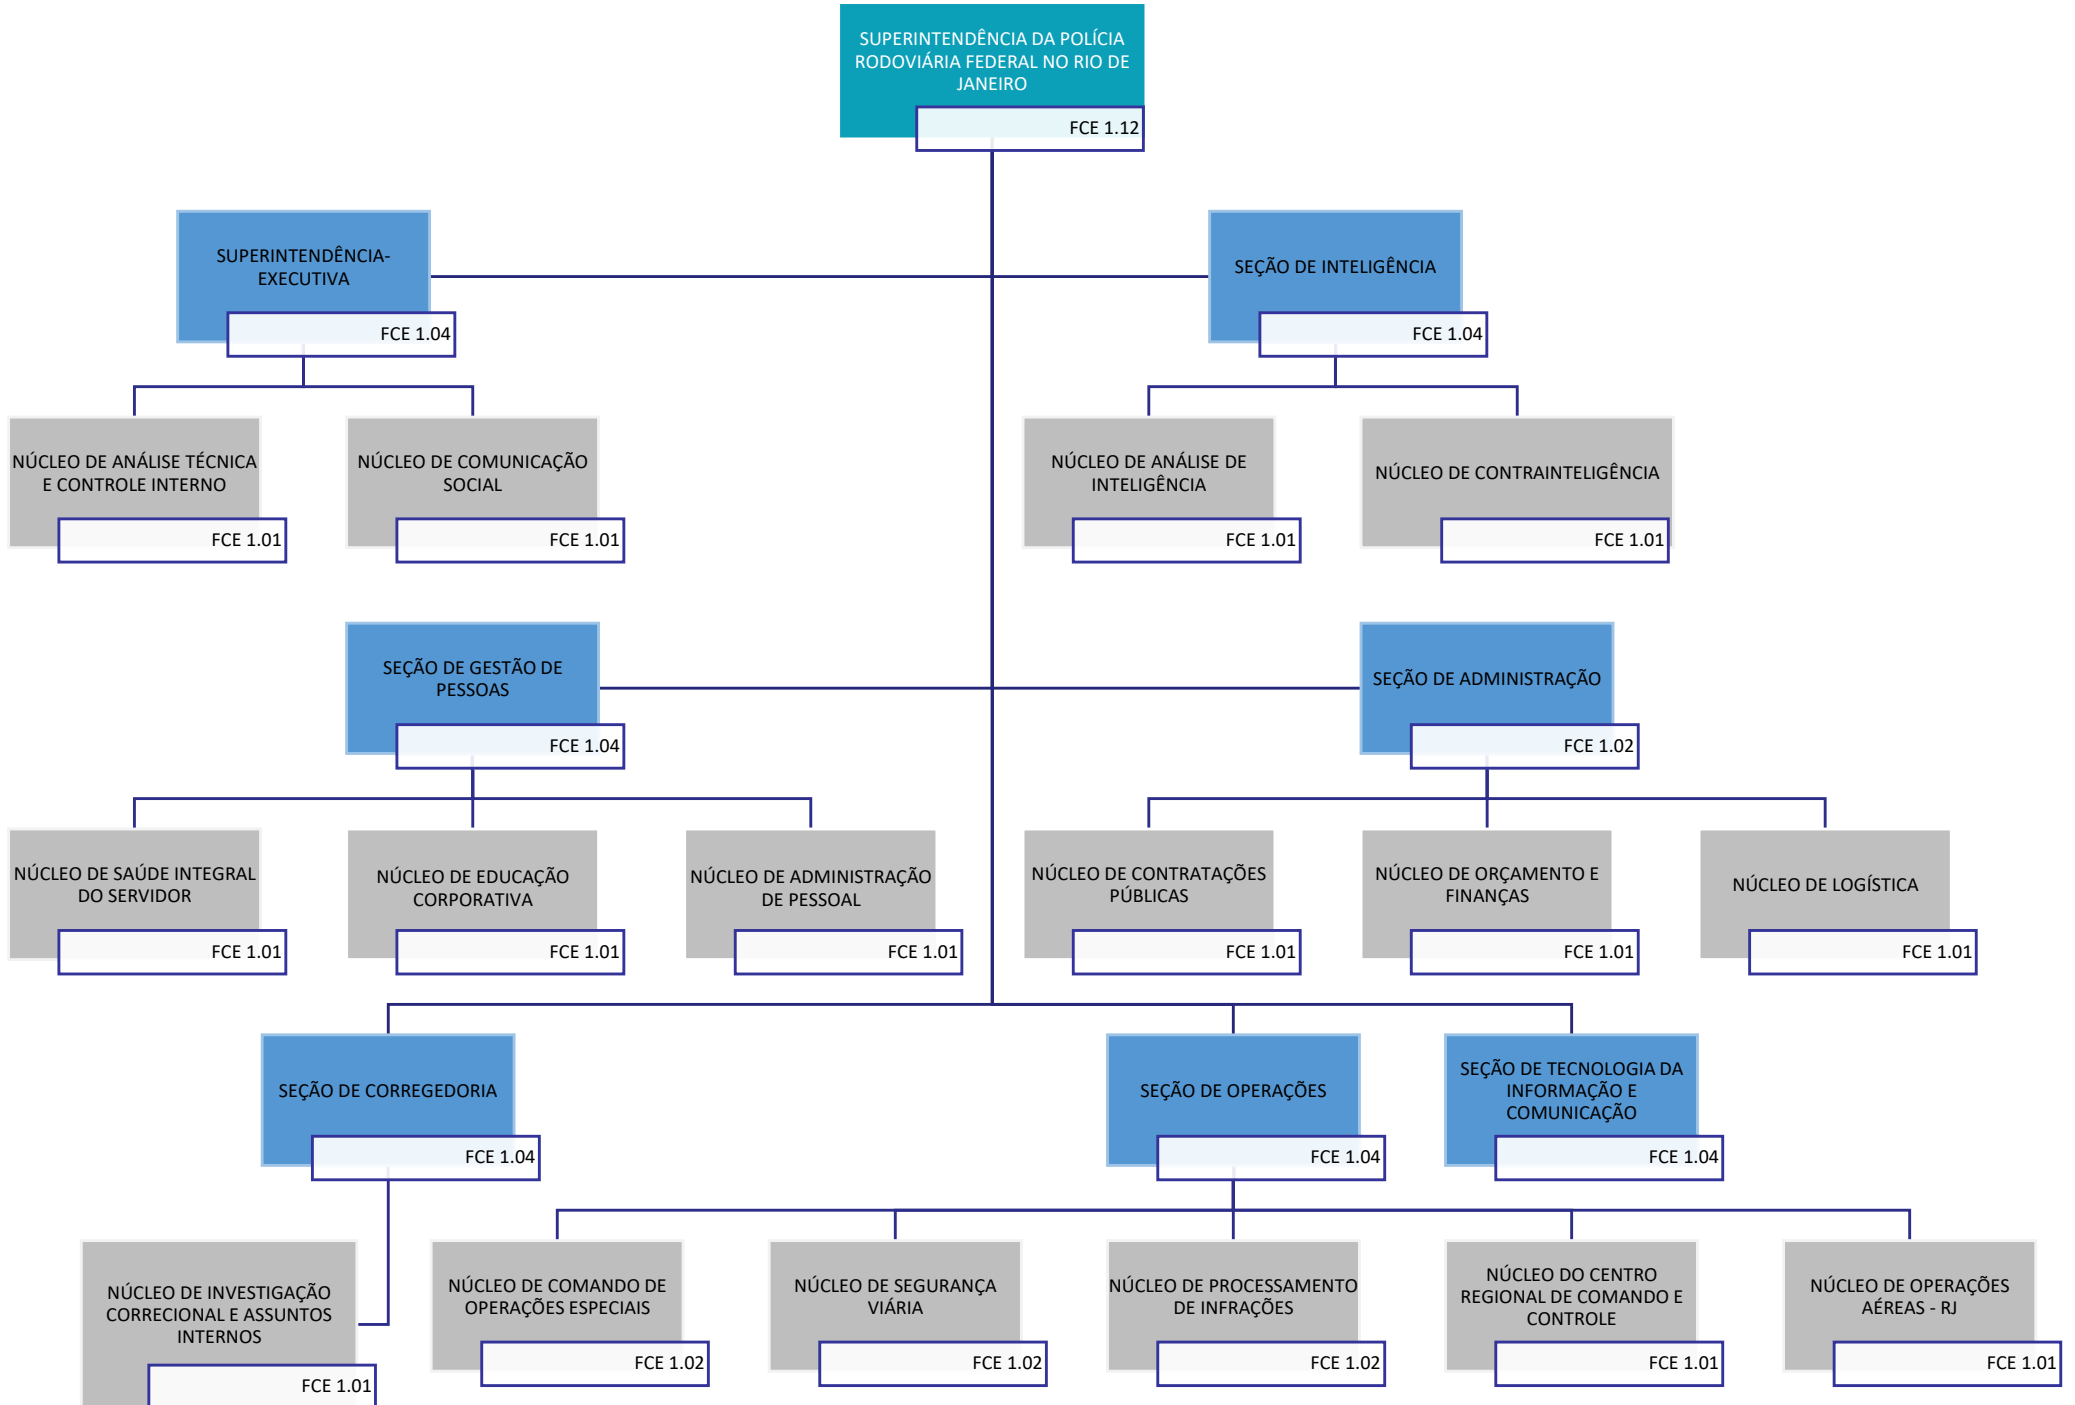 SUPERINTENDÊNCIA DA POLÍCIA
RODOVIÁRIA FEDERAL NO RIO DE
JANEIRO
FCE 1.12
SUPERINTENDÊNCIA-
EXECUTIVA
FCE 1.04
SEÇÃO DE INTELIGÊNCIA
FCE 1.04
NÚCLEO DE ANÁLISE TÉCNICA
E CONTROLE INTERNO
FCE 1.01
NÚCLEO DE COMUNICAÇÃO
SOCIAL
FCE 1.01
NÚCLEO DE ANÁLISE DE
INTELIGÊNCIA
FCE 1.01
NÚCLEO DE CONTRAINTELIGÊNCIA
FCE 1.01
SEÇÃO DE GESTÃO DE
PESSOAS
FCE 1.04
SEÇÃO DE ADMINISTRAÇÃO
FCE 1.02
NÚCLEO DE SAÚDE INTEGRAL
DO SERVIDOR
FCE 1.01
NÚCLEO DE EDUCAÇÃO
CORPORATIVA
FCE 1.01
NÚCLEO DE ADMINISTRAÇÃO
DE PESSOAL
FCE 1.01
NÚCLEO DE CONTRATAÇÕES
PÚBLICAS
FCE 1.01
NÚCLEO DE ORÇAMENTO E
FINANÇAS
FCE 1.01
NÚCLEO DE LOGÍSTICA
FCE 1.01
SEÇÃO DE CORREGEDORIA
FCE 1.04
SEÇÃO DE OPERAÇÕES
FCE 1.04
SEÇÃO DE TECNOLOGIA DA
INFORMAÇÃO E
COMUNICAÇÃO
FCE 1.04
NÚCLEO DE INVESTIGAÇÃO
CORRECIONAL E ASSUNTOS
INTERNOS
FCE 1.01
NÚCLEO DE COMANDO DE
OPERAÇÕES ESPECIAIS
FCE 1.02
NÚCLEO DE SEGURANÇA
VIÁRIA
FCE 1.02
NÚCLEO DE PROCESSAMENTO
DE INFRAÇÕES
FCE 1.02
NÚCLEO DO CENTRO
REGIONAL DE COMANDO E
CONTROLE
FCE 1.01
NÚCLEO DE OPERAÇÕES
AÉREAS - RJ
FCE 1.01